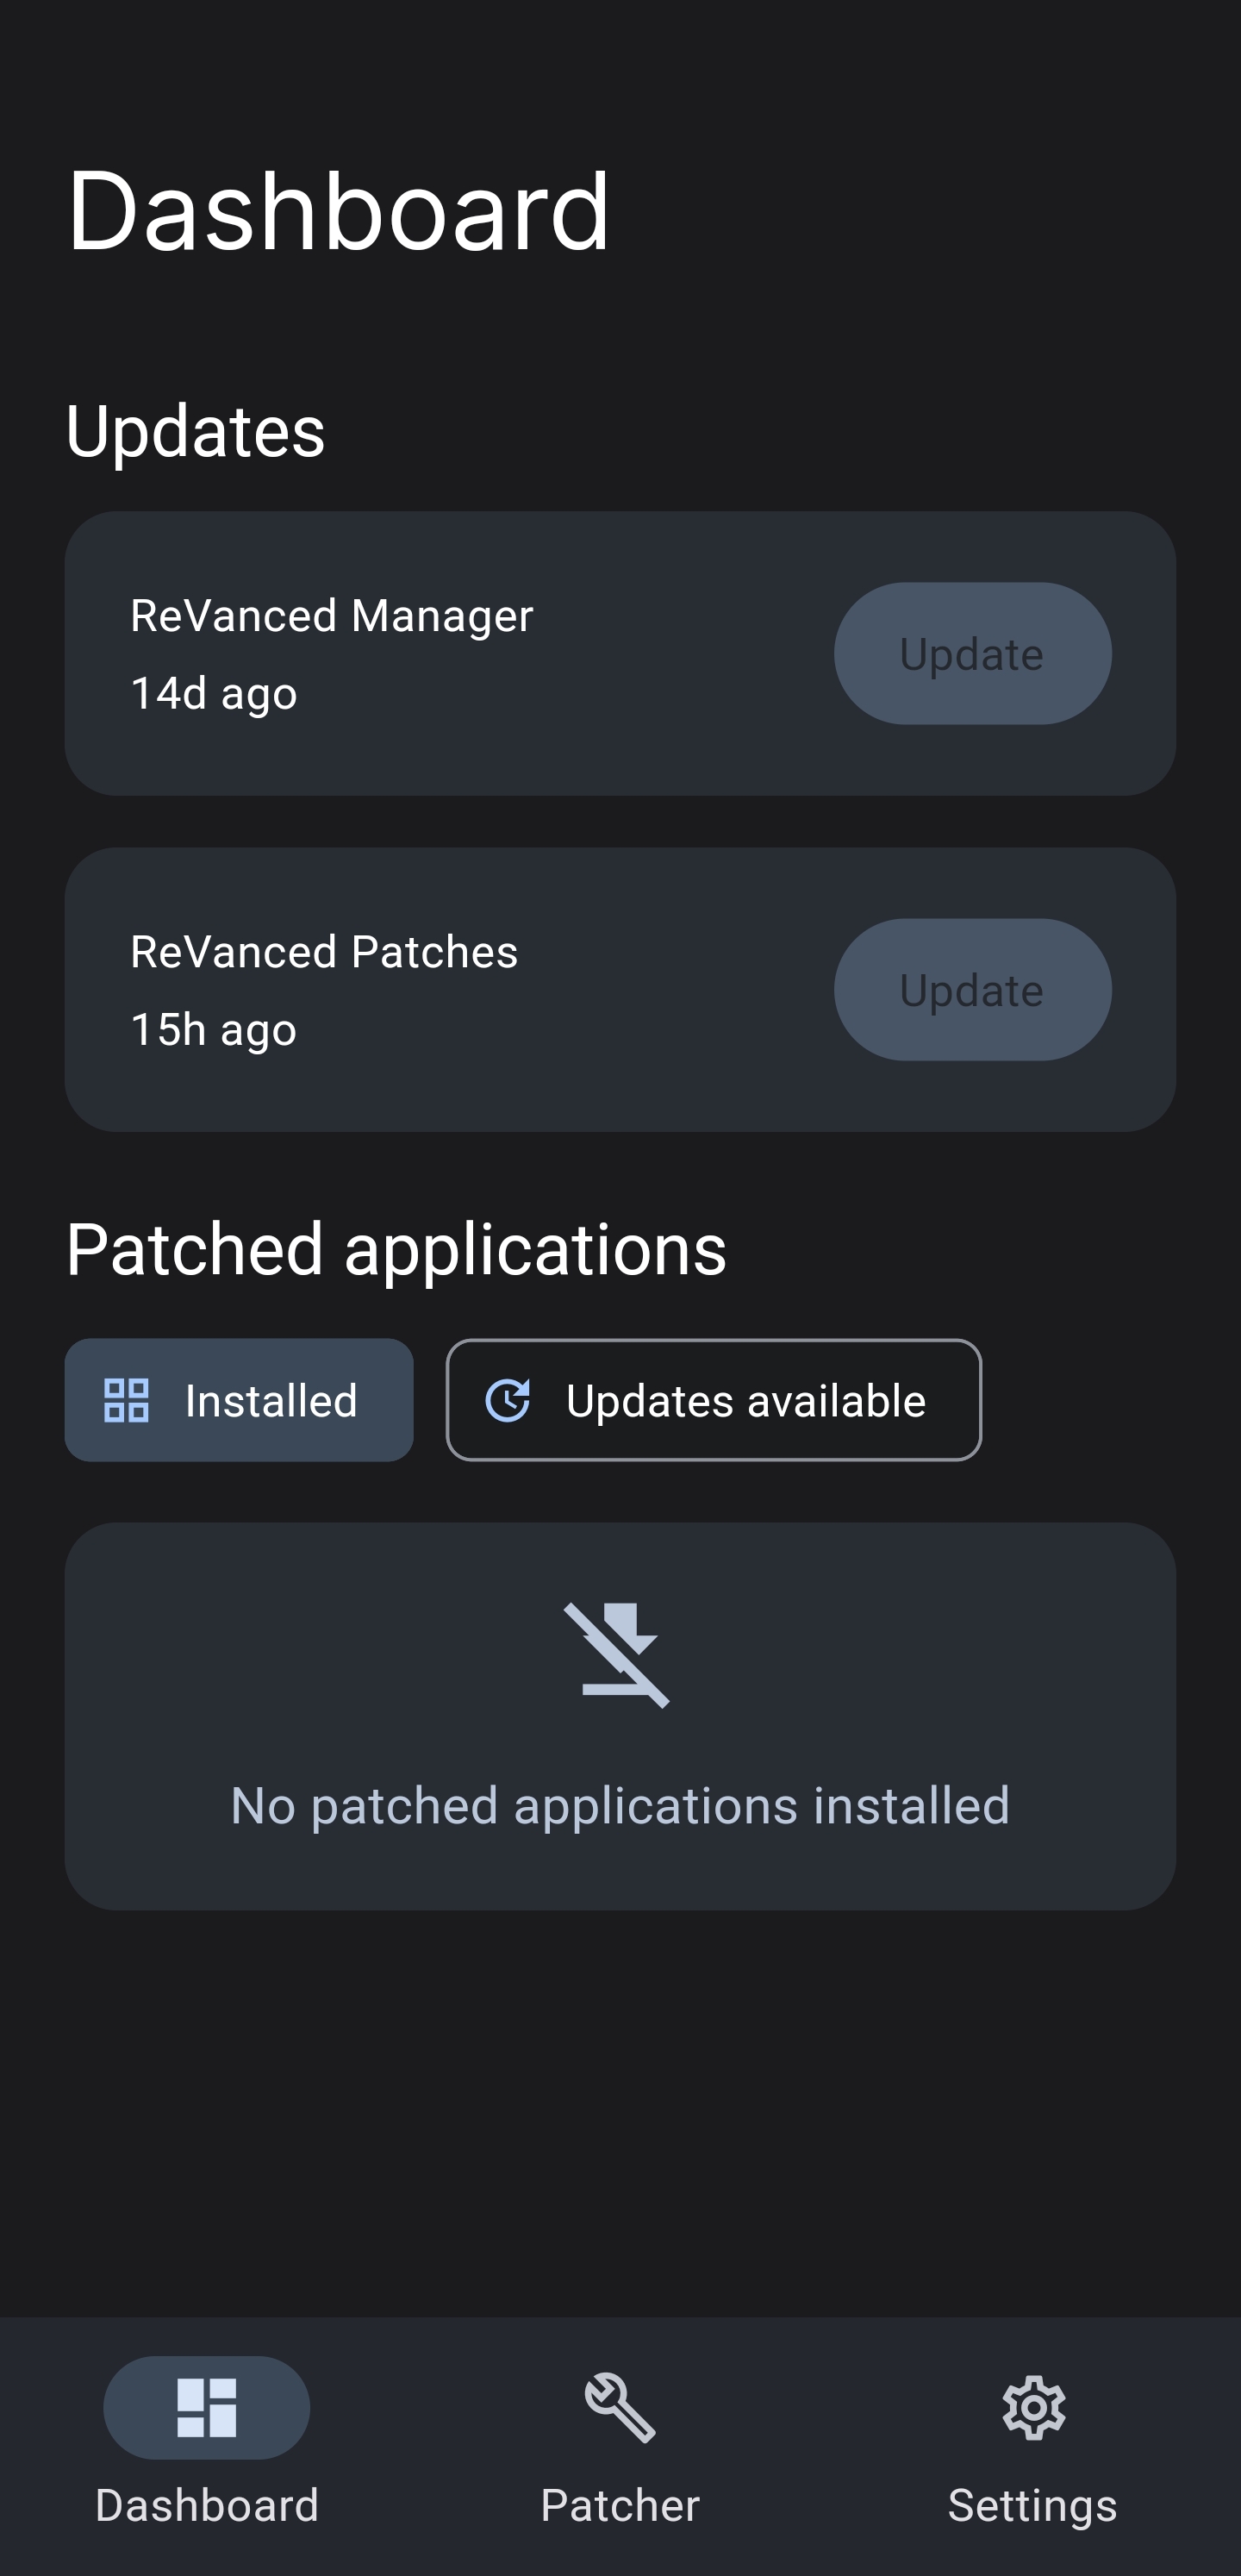 Dashboard
Updates
ReVanced Manager
14d ago
Update
ReVanced Patches
15h ago
Update
Patched applications
Installed
Updates available
No patched applications installed
Dashboard
Patcher
Settings